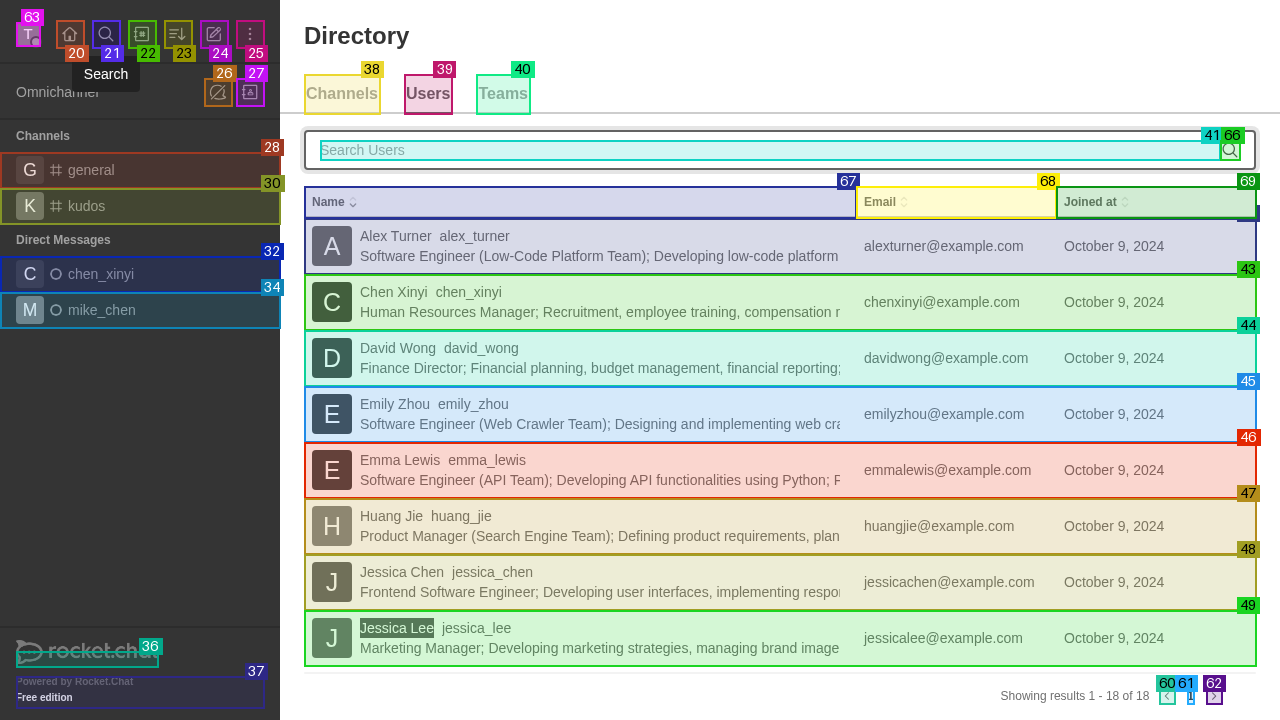 63
T
20
21
22
23
24
25
Search
Omnichannel
26
27
Channels
28
G general
30
K kudos
Direct Messages
32
C chen_xinyi
34
M mike_chen
36
rocket.chat
37
Powered by Rocket.Chat
Free edition
Directory
38
39
40
Channels Users Teams
41
66
Search Users
67
68
69
Name Email Joined at
A
Alex Turner alex_turner
Software Engineer (Low-Code Platform Team); Developing low-code platform
alexturner@example.com October 9, 2024
43
C
Chen Xinyi chen_xinyi
Human Resources Manager; Recruitment, employee training, compensation r
chenxinyi@example.com October 9, 2024
44
D
David Wong david_wong
Finance Director; Financial planning, budget management, financial reporting;
davidwong@example.com October 9, 2024
45
E
Emily Zhou emily_zhou
Software Engineer (Web Crawler Team); Designing and implementing web cra
emilyzhou@example.com October 9, 2024
46
E
Emma Lewis emma_lewis
Software Engineer (API Team); Developing API functionalities using Python; F
emmalewis@example.com October 9, 2024
47
H
Huang Jie huang_jie
Product Manager (Search Engine Team); Defining product requirements, plan
huangjie@example.com October 9, 2024
48
J
Jessica Chen jessica_chen
Frontend Software Engineer; Developing user interfaces, implementing respo
jessicachen@example.com October 9, 2024
49
J
Jessica Lee jessica_lee
Marketing Manager; Developing marketing strategies, managing brand image
jessicalee@example.com October 9, 2024
60
61
62
Showing results 1 - 18 of 18
1